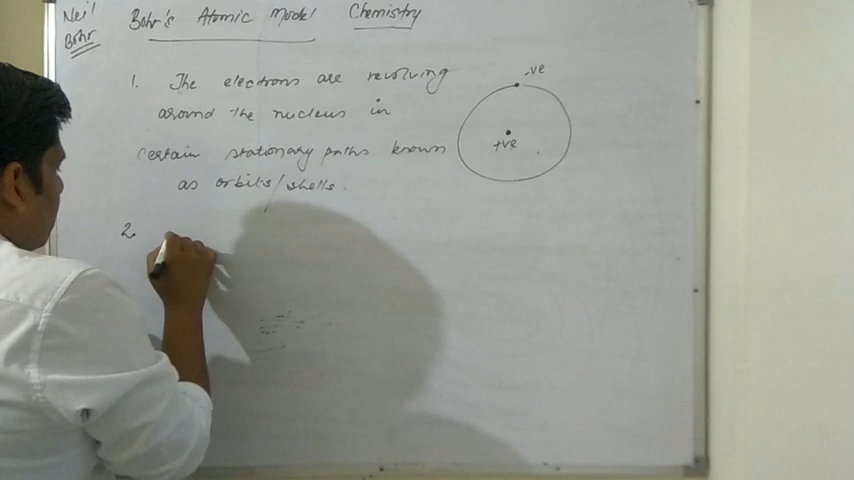 Nei'l
Bohr
Bohr's Atomic Model Chemistry
1. The electrons are revolving
around the nucleus in
certain stationary paths known
as orbits/shells.
-ve
+ve
2.